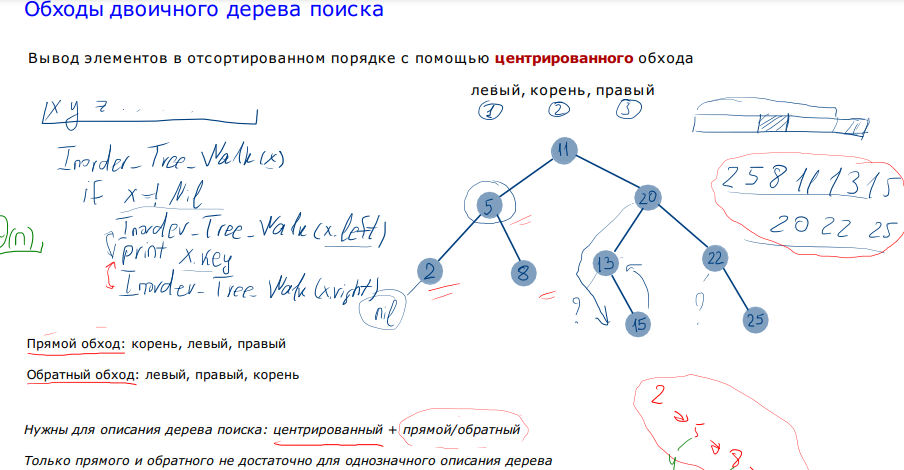 Обходы двоичного дерева поиска
Вывод элементов в отсортированном порядке с помощью центрированного обхода
левый, корень, правый
1 2 3
x y z . . . .
Inorder_Tree_Walk(x)
if x != Nil
Inorder_Tree_Walk(x.left)
print x.key
Inorder_Tree_Walk(x.right)
(n)
11
5
20
2
8
13
22
nil
?
15
?
25
2 5 8 11 13 15
20 22 25
Прямой обход: корень, левый, правый
Обратный обход: левый, правый, корень
Нужны для описания дерева поиска: центрированный + прямой/обратный
Только прямого и обратного не достаточно для однозначного описания дерева
2
5
8